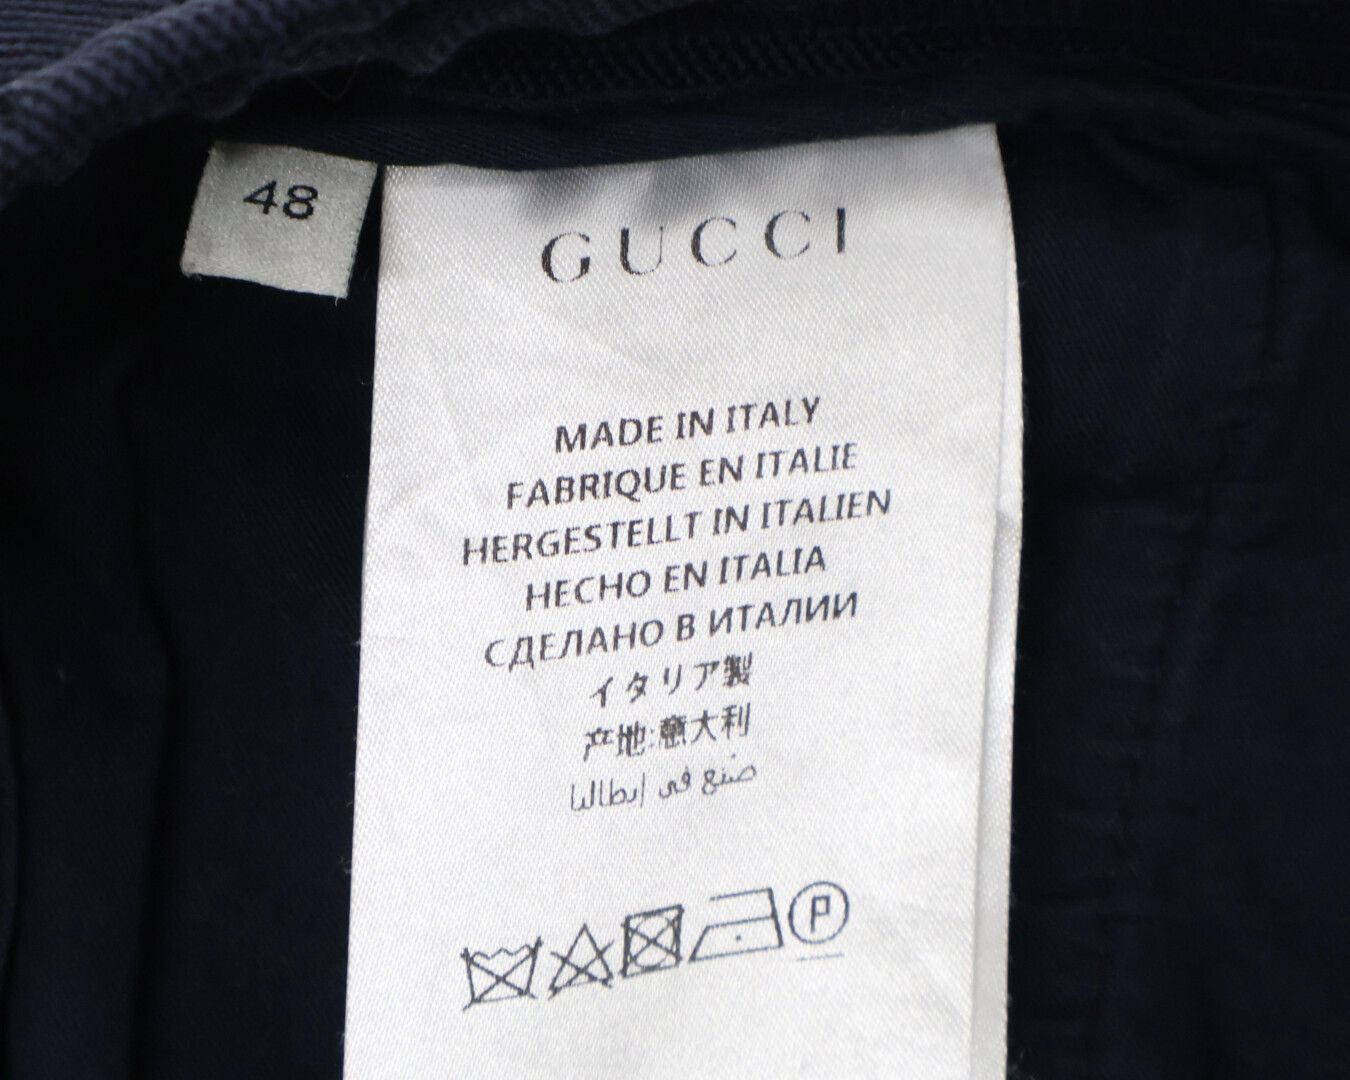 48
GUCCI
MADE IN ITALY
FABRIQUE EN ITALIE
HERGESTELLT IN ITALIEN
HECHO EN ITALIA
СДЕЛАНО В ИТАЛИИ
イタリア製
产地:意大利
صنع في إيطاليا
P